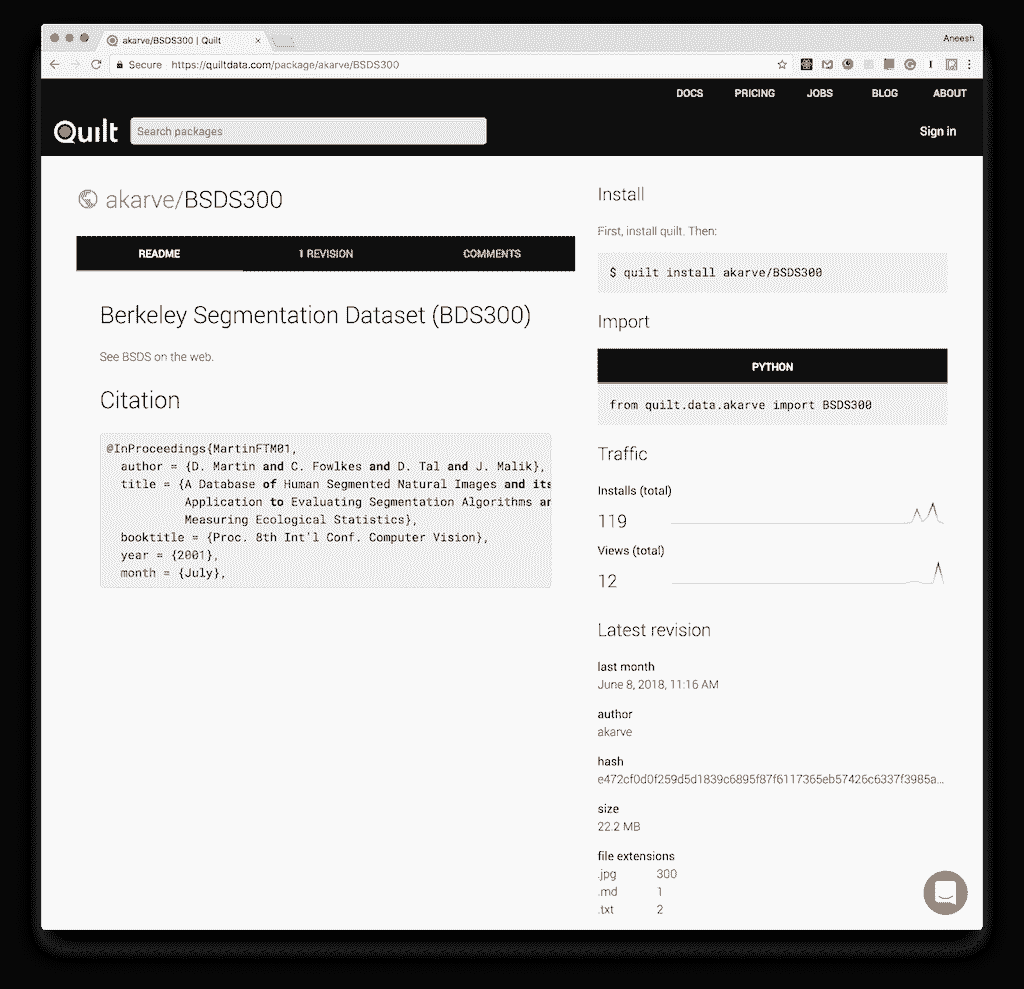 akarve/BSDS300 | Quilt
Aneesh
Secure https://quiltdata.com/package/akarve/BSDS300
DOCS PRICING JOBS BLOG ABOUT
Quilt
Search packages
Sign in
akarve/BSDS300
README 1 REVISION COMMENTS
Berkeley Segmentation Dataset (BDS300)
See BSDS on the web.
Citation
@InProceedings{MartinFTM01,
author = {D. Martin and C. Fowlkes and D. Tal and J. Malik},
title = {A Database of Human Segmented Natural Images and its
Application to Evaluating Segmentation Algorithms an
Measuring Ecological Statistics},
booktitle = {Proc. 8th Int'l Conf. Computer Vision},
year = {2001},
month = {July},
Install
First, install quilt. Then:
$ quilt install akarve/BSDS300
Import
PYTHON
from quilt.data.akarve import BSDS300
Traffic
Installs (total)
119
Views (total)
12
Latest revision
last month
June 8, 2018, 11:16 AM
author
akarve
hash
e472cf0d0f259d5d1839c6895f87f6117365eb57426c6337f3985a...
size
22.2 MB
file extensions
.jpg 300
.md 1
.txt 2